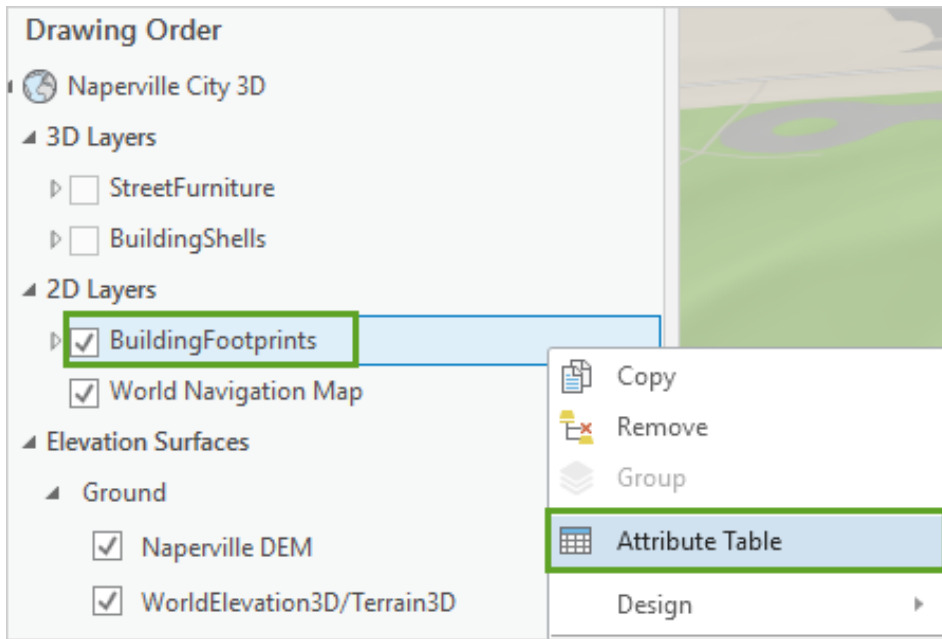 Drawing Order
Naperville City 3D
3D Layers
StreetFurniture
BuildingShells
2D Layers
BuildingFootprints
World Navigation Map
Elevation Surfaces
Ground
Naperville DEM
WorldElevation3D/Terrain3D
Copy
Remove
Group
Attribute Table
Design